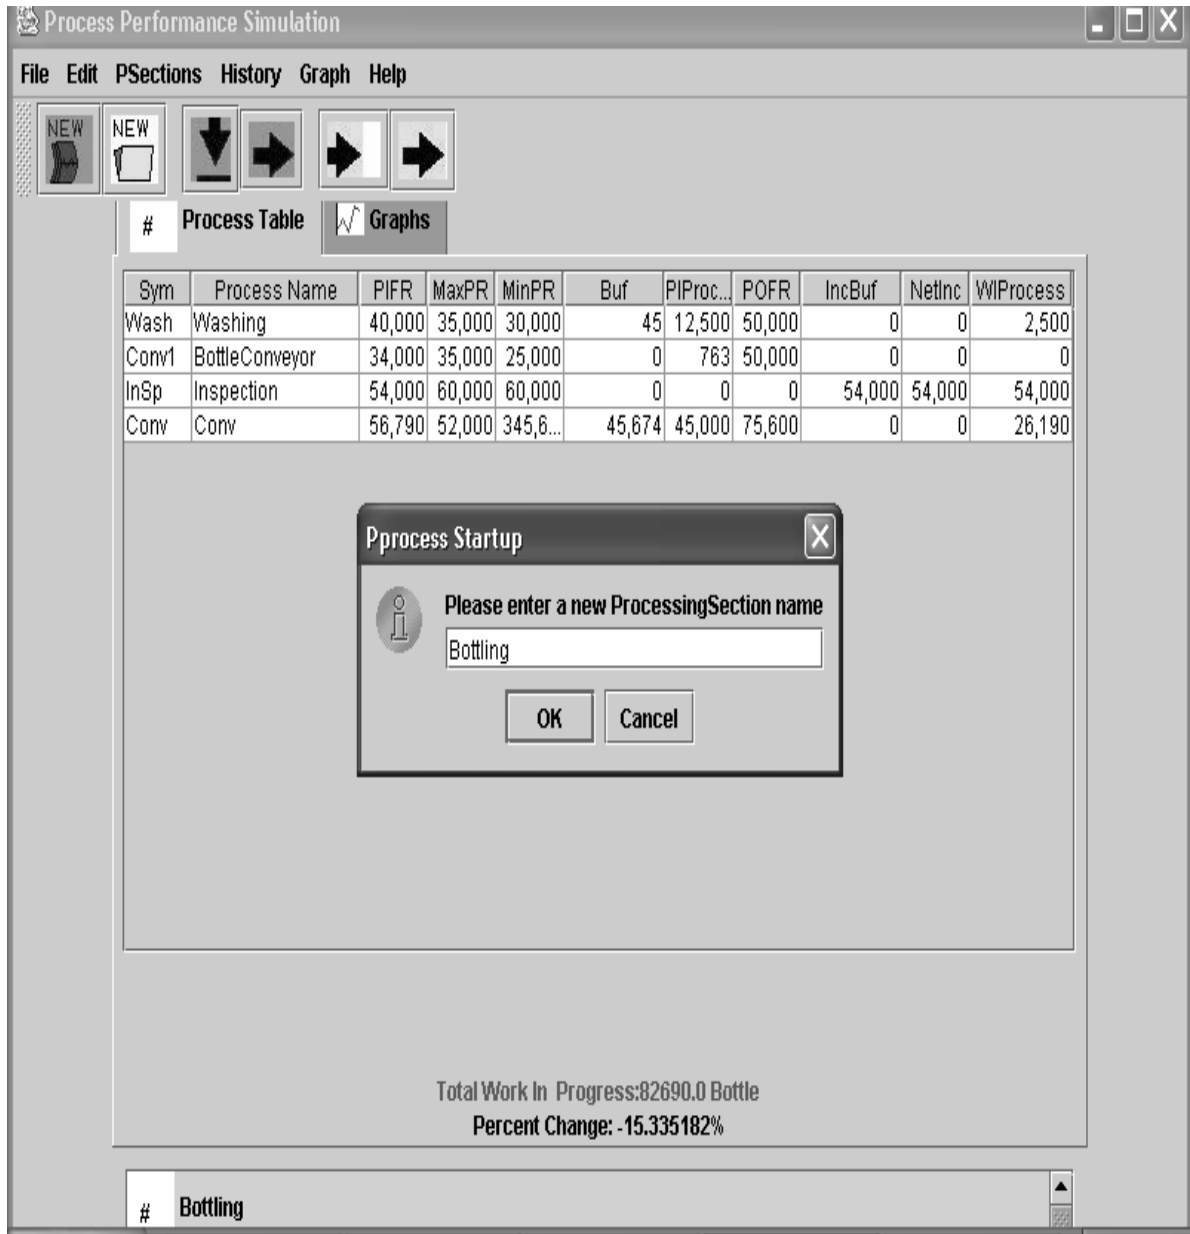 Process Performance Simulation
File Edit PSections History Graph Help
NEW NEW
# Process Table Graphs
Sym Process Name PIFR MaxPR MinPR Buf PIProc... POFR IncBuf NetInc WIProcess
Wash Washing 40,000 35,000 30,000 45 12,500 50,000 0 0 2,500
Conv1 BottleConveyor 34,000 35,000 25,000 0 763 50,000 0 0 0
InSp Inspection 54,000 60,000 60,000 0 0 0 54,000 54,000 54,000
Conv Conv 56,790 52,000 345,6... 45,674 45,000 75,600 0 0 26,190
Pprocess Startup
Please enter a new ProcessingSection name
Bottling
OK Cancel
Total Work In Progress:82690.0 Bottle
Percent Change: -15.335182%
# Bottling